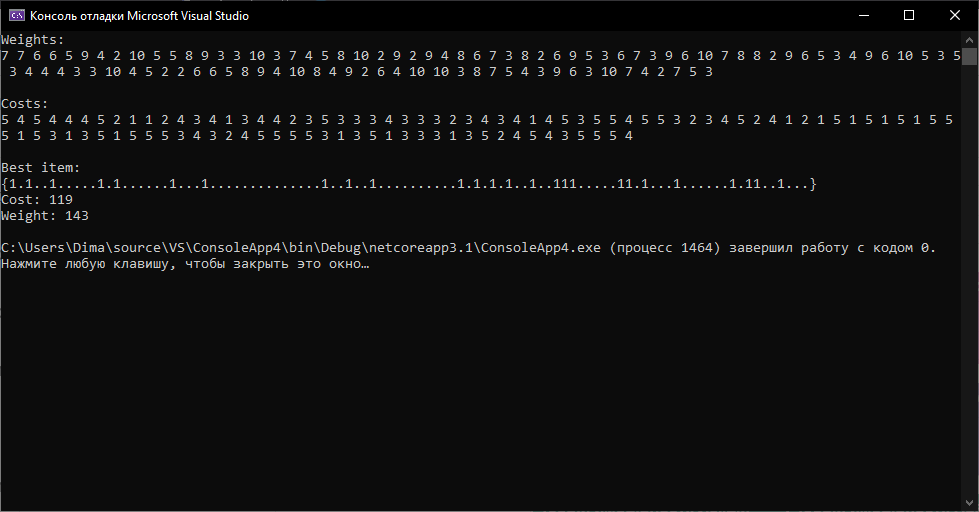 Консоль отладки Microsoft Visual Studio
Weights:
7 7 6 6 5 9 4 2 10 5 5 8 9 3 3 10 3 7 4 5 8 10 2 9 2 9 4 8 6 7 3 8 2 6 9 5 3 6 7 3 9 6 10 7 8 8 2 9 6 5 3 4 9 6 10 5 3 5
3 4 4 4 3 3 10 4 5 2 2 6 6 5 8 9 4 10 8 4 9 2 6 4 10 10 3 8 7 5 4 3 9 6 3 10 7 4 2 7 5 3
Costs:
5 4 5 4 4 4 5 2 1 1 2 4 3 4 1 3 4 4 2 3 5 3 3 3 4 3 3 3 2 3 4 3 4 1 4 5 3 5 5 4 5 5 3 2 3 4 5 2 4 1 2 1 5 1 5 1 5 1 5 5
5 1 5 3 1 3 5 1 5 5 5 3 4 3 2 4 5 5 5 5 3 1 3 5 1 3 3 3 1 3 5 2 4 5 4 3 5 5 5 4
Best item:
{1.1..1.....1.1......1...1..............1..1..1..........1.1.1.1..1..111.....11.1...1......1.11..1...}
Cost: 119
Weight: 143
C:\Users\Dima\source\VS\ConsoleApp4\bin\Debug\netcoreapp3.1\ConsoleApp4.exe (процесс 1464) завершил работу с кодом 0.
Нажмите любую клавишу, чтобы закрыть это окно…